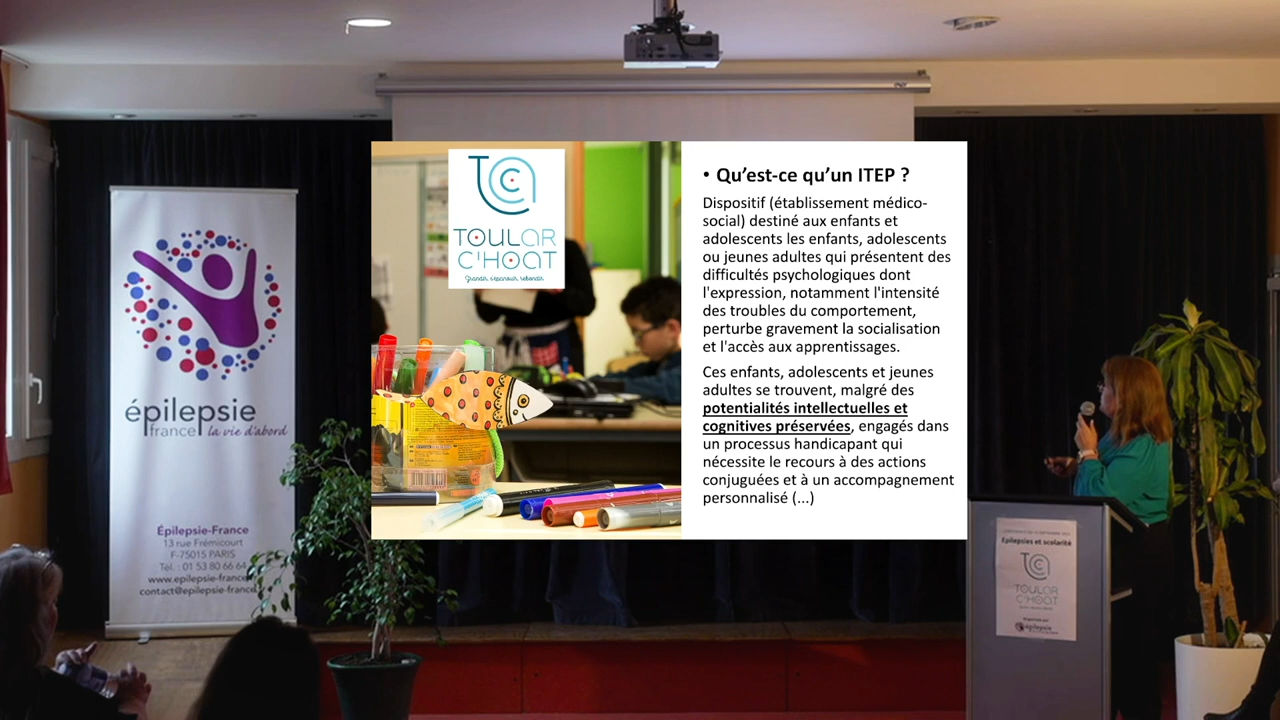 épilepsie
france
la vie d'abord
Épilepsie-France
13 rue Frémicourt
F-75015 PARIS
Tél. : 01 53 80 66 64
www.epilepsie-france
contact@epilepsie-france
TOULAR
C'HOAT
Grandir, s'épanouir, rebondir
• Qu'est-ce qu'un ITEP ?
Dispositif (établissement médico-
social) destiné aux enfants et
adolescents les enfants, adolescents
ou jeunes adultes qui présentent des
difficultés psychologiques dont
l'expression, notamment l'intensité
des troubles du comportement,
perturbe gravement la socialisation
et l'accès aux apprentissages.
Ces enfants, adolescents et jeunes
adultes se trouvent, malgré des
potentialités intellectuelles et
cognitives préservées, engagés dans
un processus handicapant qui
nécessite le recours à des actions
conjuguées et à un accompagnement
personnalisé (...)
Epilepsies et scolarité
TOULAR
C'HOAT
épilepsie